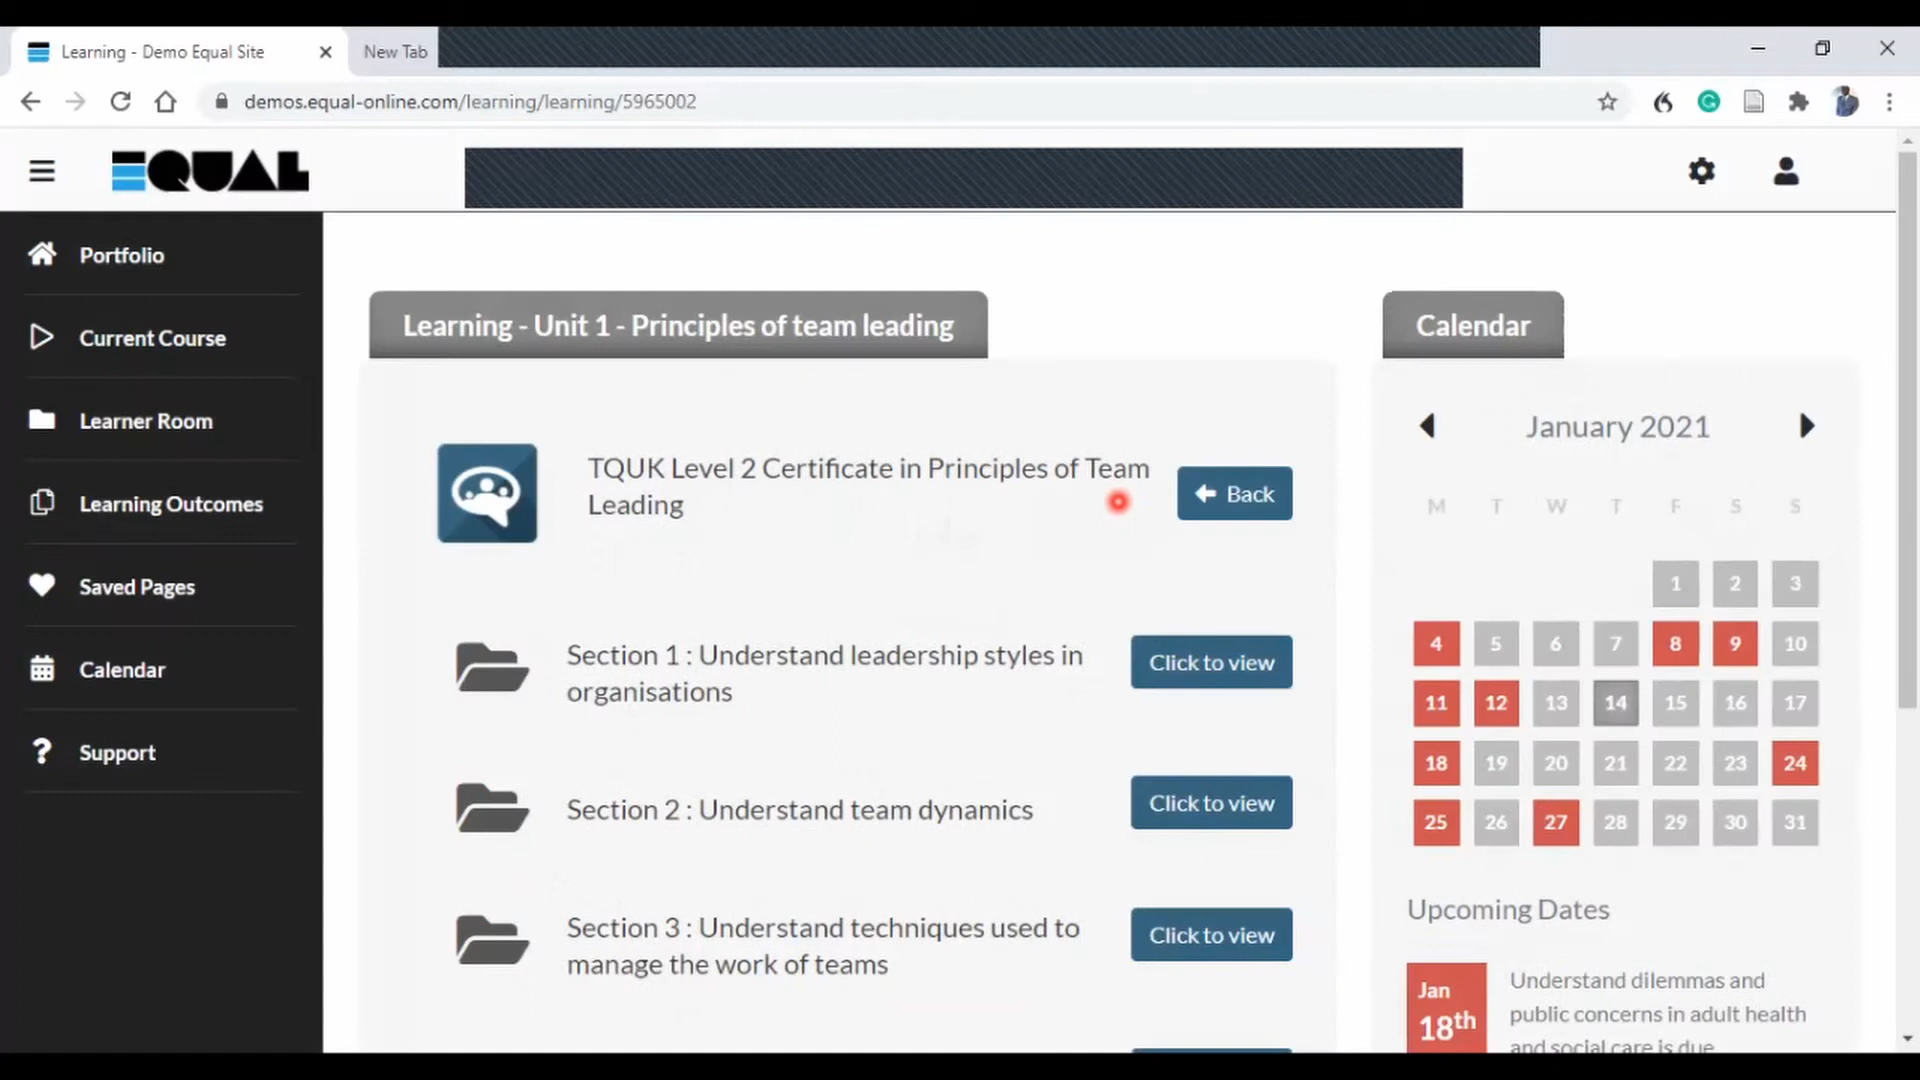 Learning - Demo Equal Site
New Tab
demos.equal-online.com/learning/learning/5965002
EQUAL
Portfolio
Current Course
Learner Room
Learning Outcomes
Saved Pages
Calendar
Support
Learning - Unit 1 - Principles of team leading
TQUK Level 2 Certificate in Principles of Team
Leading
Back
Section 1 : Understand leadership styles in
organisations
Click to view
Section 2 : Understand team dynamics
Click to view
Section 3 : Understand techniques used to
manage the work of teams
Click to view
Calendar
January 2021
M T W T F S S
1 2 3
4 5 6 7 8 9 10
11 12 13 14 15 16 17
18 19 20 21 22 23 24
25 26 27 28 29 30 31
Upcoming Dates
Jan
18th
Understand dilemmas and
public concerns in adult health
and social care is due